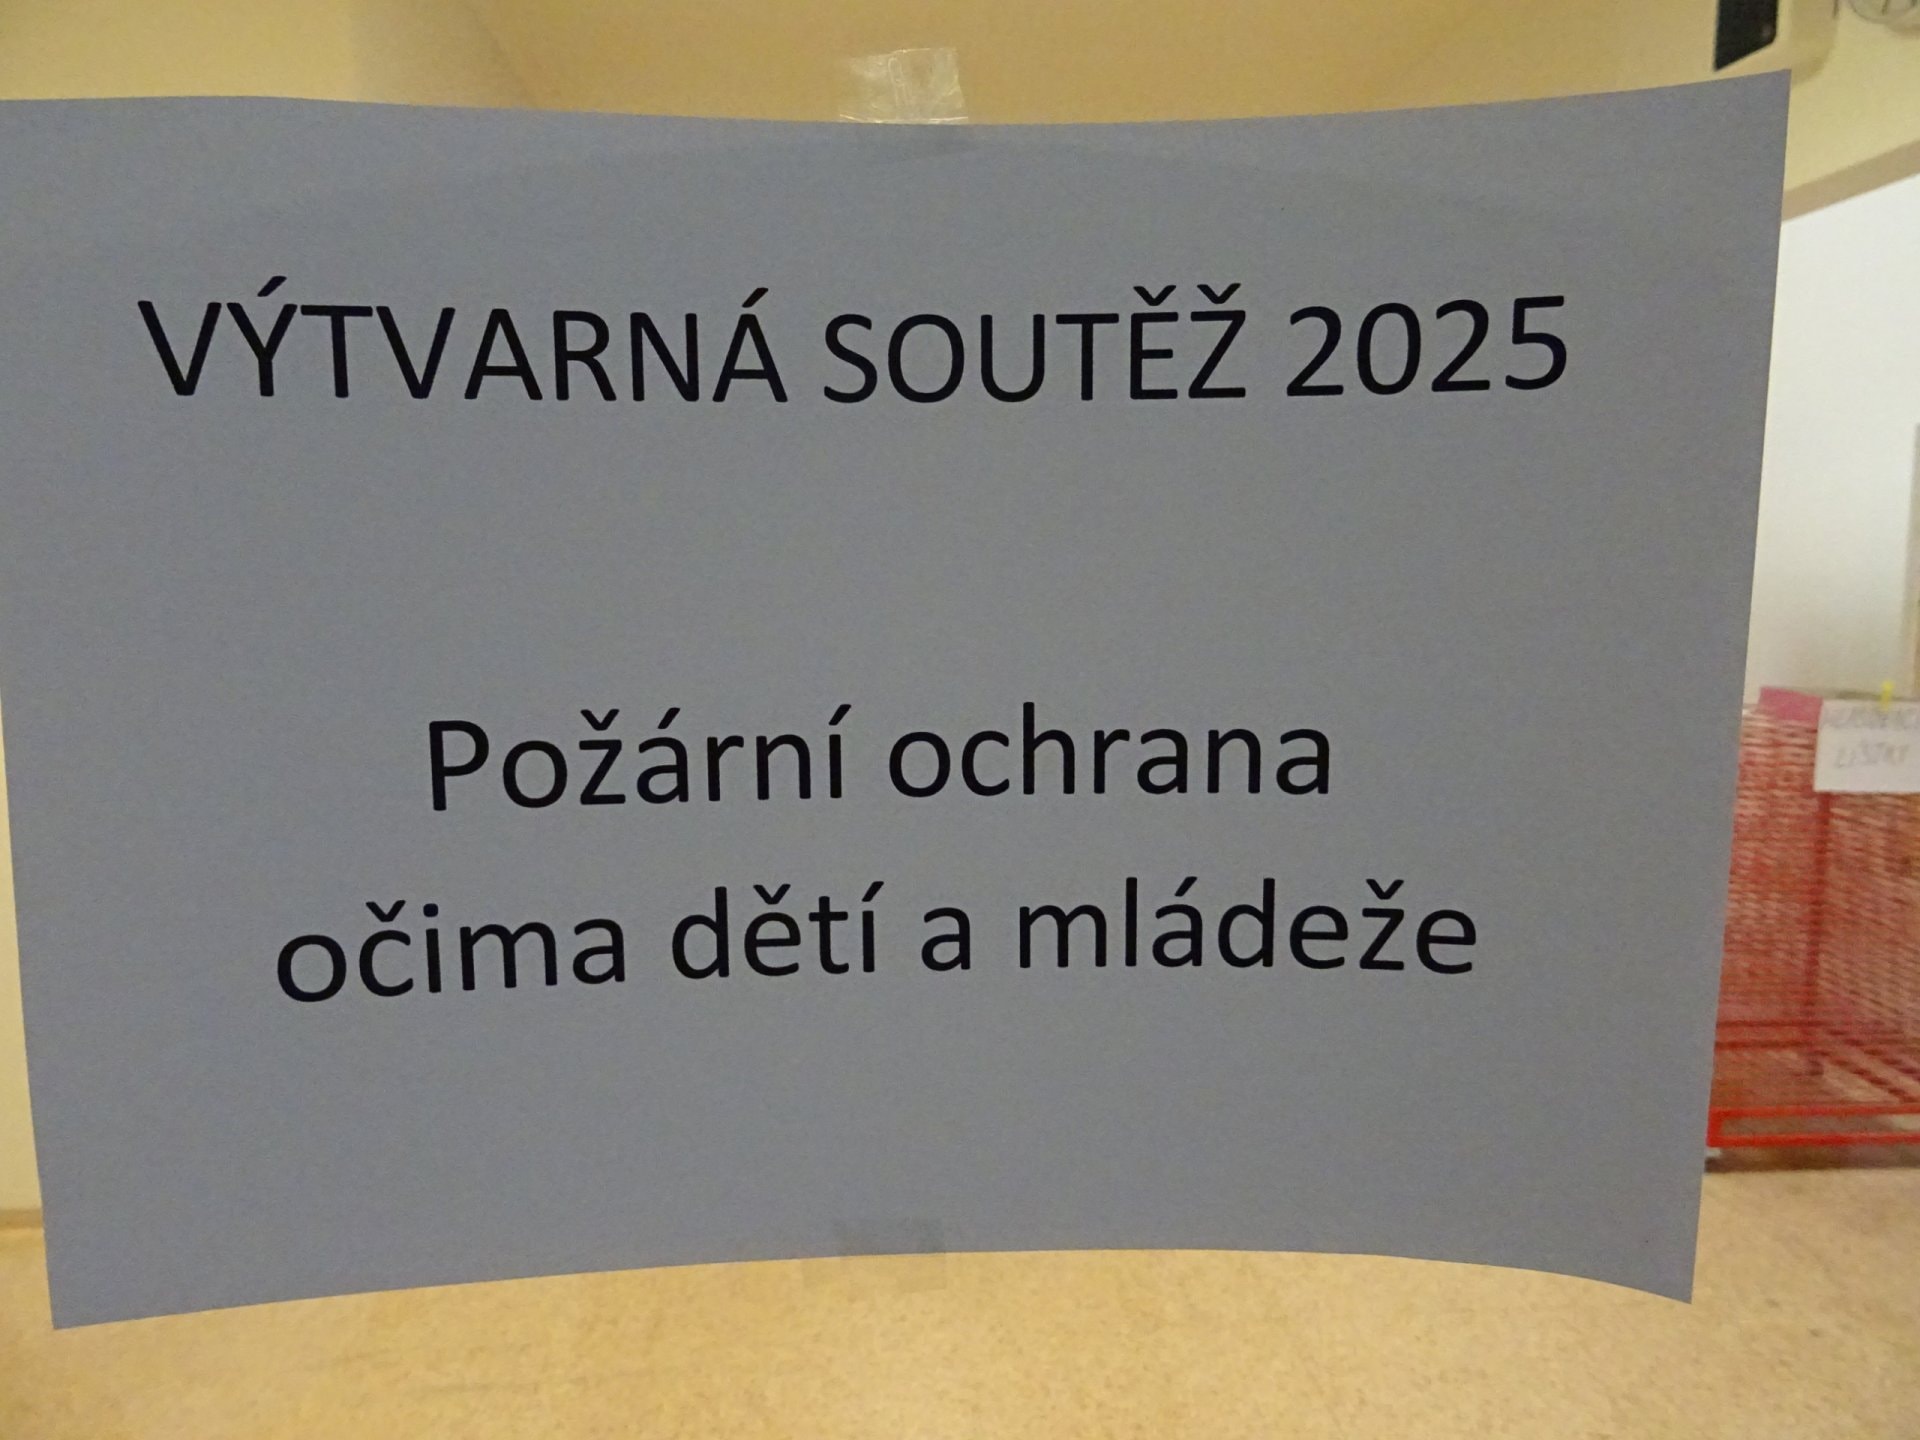 VÝTVARNÁ SOUTĚŽ 2025
Požární ochrana
očima dětí a mládeže